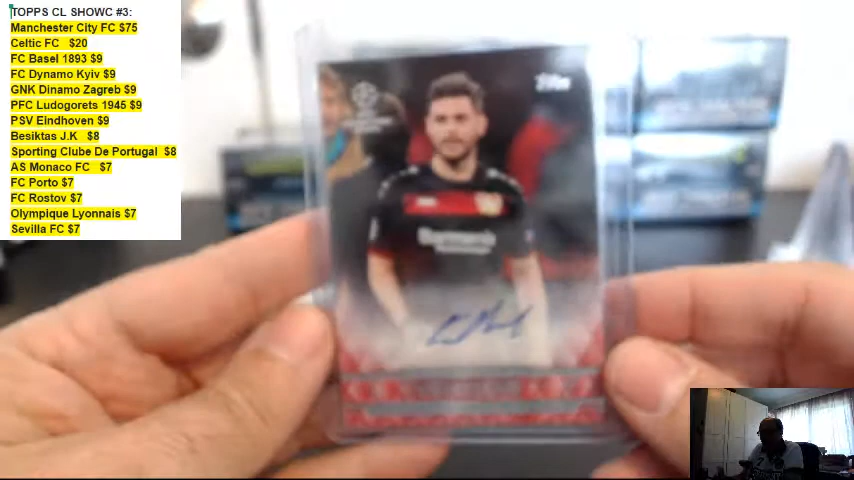 TOPPS CL SHOWC #3:
Manchester City FC $75
Celtic FC $20
FC Basel 1893 $9
FC Dynamo Kyiv $9
GNK Dinamo Zagreb $9
PFC Ludogorets 1945 $9
PSV Eindhoven $9
Besiktas J.K $8
Sporting Clube De Portugal $8
AS Monaco FC $7
FC Porto $7
FC Rostov $7
Olympique Lyonnais $7
Sevilla FC $7
Topps